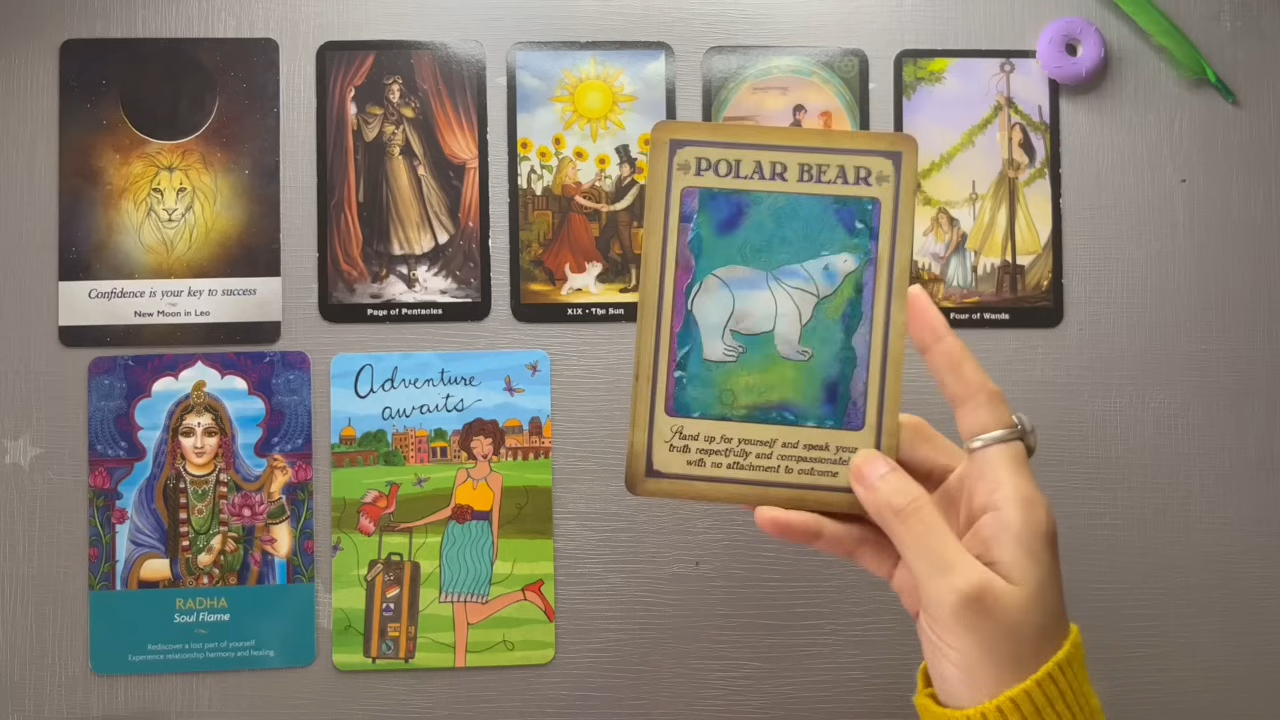 Confidence is your key to success
New Moon in Leo
Page of Pentacles
XIX • The Sun
Four of Wands
POLAR BEAR
Stand up for yourself and speak your
truth respectfully and compassionately
with no attachment to outcome
RADHA
Soul Flame
Rediscover a lost part of yourself.
Experience relationship harmony and healing.
Adventure
awaits